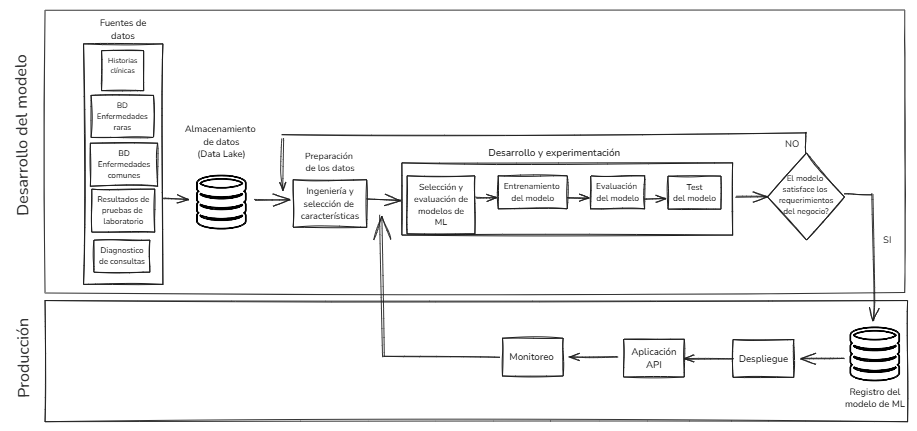 Desarrollo del modelo
Fuentes de
datos
Historias
clínicas
BD
Enfermedades
raras
BD
Enfermedades
comunes
Resultados de
pruebas de
laboratorio
Diagnostico
de consultas
Almacenamiento
de datos
(Data Lake)
Preparación
de los datos
Ingeniería y
selección de
características
Desarrollo y experimentación
Selección y
evaluación de
modelos de
ML
Entrenamiento
del modelo
Evaluación
del modelo
Test
del modelo
NO
El modelo
satisface los
requerimientos
del negocio?
SI
Producción
Monitoreo
Aplicación
API
Despliegue
Registro del
modelo de ML